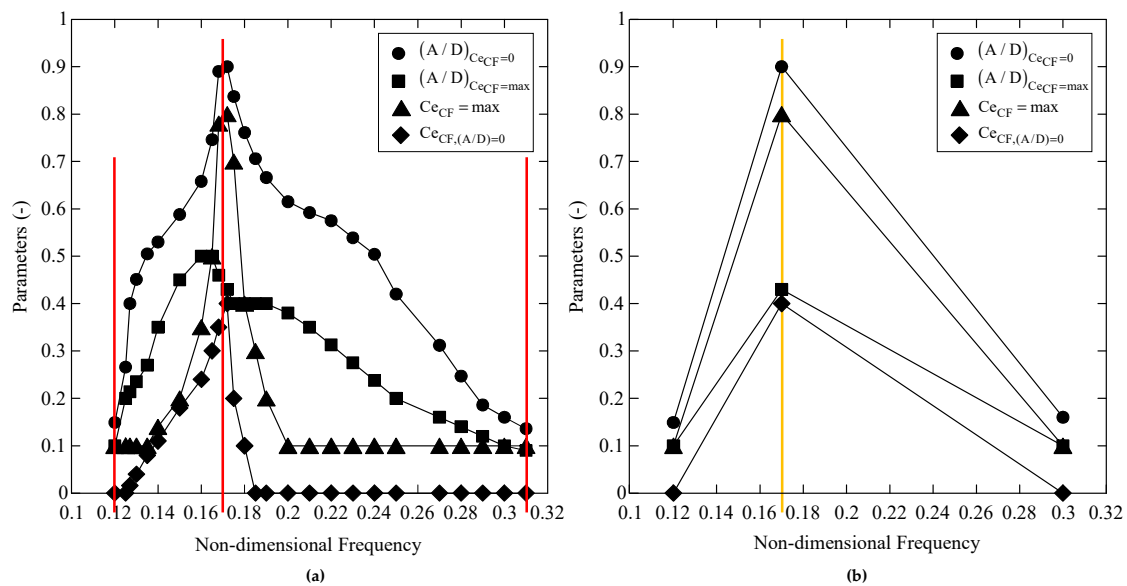 1
0.9
0.8
0.7
0.6
0.5
0.4
0.3
0.2
0.1
0
Parameters (-)
(A / D)CeCF=0
(A / D)CeCF=max
CeCF = max
CeCF,(A/D)=0
0.1 0.12 0.14 0.16 0.18 0.2 0.22 0.24 0.26 0.28 0.3 0.32
Non-dimensional Frequency
(a)
1
0.9
0.8
0.7
0.6
0.5
0.4
0.3
0.2
0.1
0
Parameters (-)
(A / D)CeCF=0
(A / D)CeCF=max
CeCF = max
CeCF,(A/D)=0
0.1 0.12 0.14 0.16 0.18 0.2 0.22 0.24 0.26 0.28 0.3 0.32
Non-dimensional Frequency
(b)